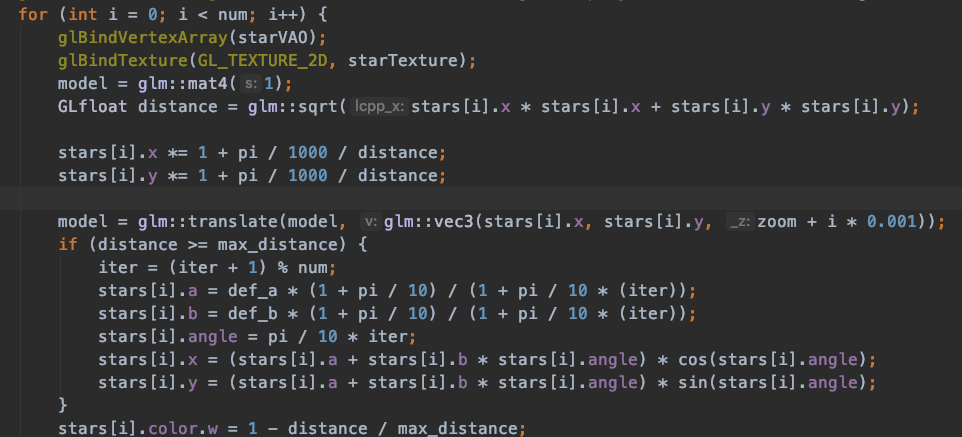 for (int i = 0; i < num; i++) {
glBindVertexArray(starVAO);
glBindTexture(GL_TEXTURE_2D, starTexture);
model = glm::mat4(s: 1);
GLfloat distance = glm::sqrt(lcpp_x: stars[i].x * stars[i].x + stars[i].y * stars[i].y);
stars[i].x *= 1 + pi / 1000 / distance;
stars[i].y *= 1 + pi / 1000 / distance;
model = glm::translate(model, v: glm::vec3(stars[i].x, stars[i].y, _z: zoom + i * 0.001));
if (distance >= max_distance) {
iter = (iter + 1) % num;
stars[i].a = def_a * (1 + pi / 10) / (1 + pi / 10 * (iter));
stars[i].b = def_b * (1 + pi / 10) / (1 + pi / 10 * (iter));
stars[i].angle = pi / 10 * iter;
stars[i].x = (stars[i].a + stars[i].b * stars[i].angle) * cos(stars[i].angle);
stars[i].y = (stars[i].a + stars[i].b * stars[i].angle) * sin(stars[i].angle);
}
stars[i].color.w = 1 - distance / max_distance;